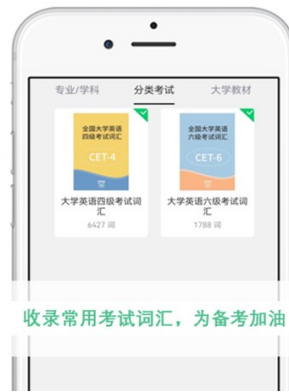 专业/学科 分类考试 大学教材
全国大学英语 全国大学英语
四级考试词汇 六级考试词汇
CET-4 CET-6
大学英语四级考试词 大学英语六级考试词
汇 汇
6427 词 1788 词
收录常用考试词汇，为备考加油